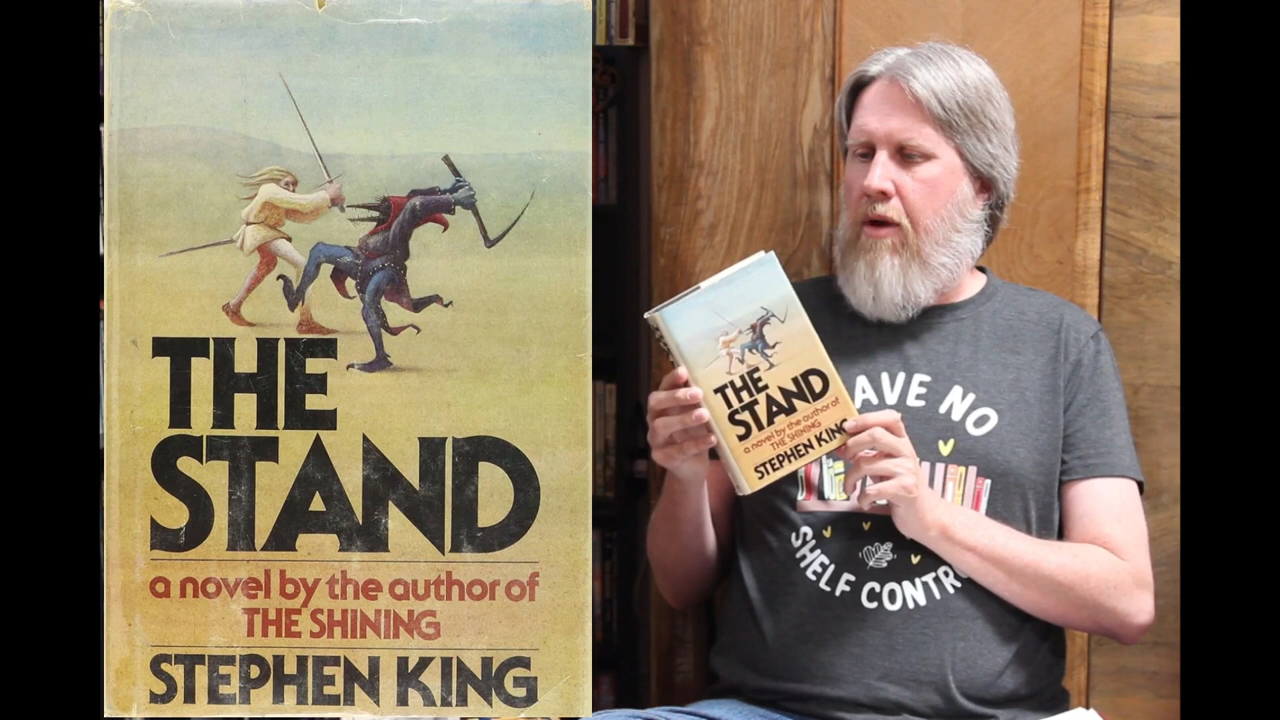 THE
STAND
a novel by the author of
THE SHINING
STEPHEN KING
THE
STAND
a novel by the author of
THE SHINING
STEPHEN KING
AVE NO
SHELF CONTRO